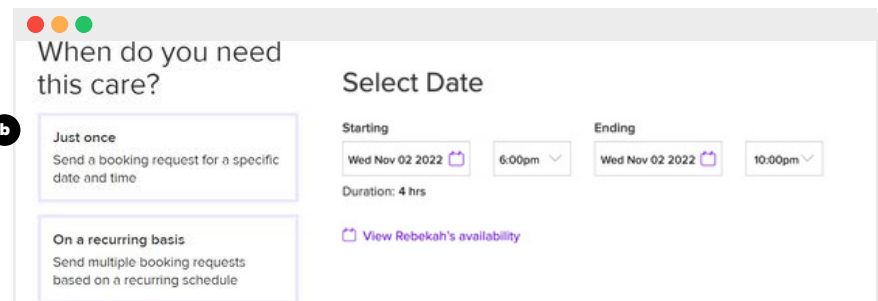 When do you need
this care?
b
Just once
Send a booking request for a specific
date and time
On a recurring basis
Send multiple booking requests
based on a recurring schedule
Select Date
Starting
Ending
Wed Nov 02 2022
6:00pm
Wed Nov 02 2022
10:00pm
Duration: 4 hrs
View Rebekah's availability